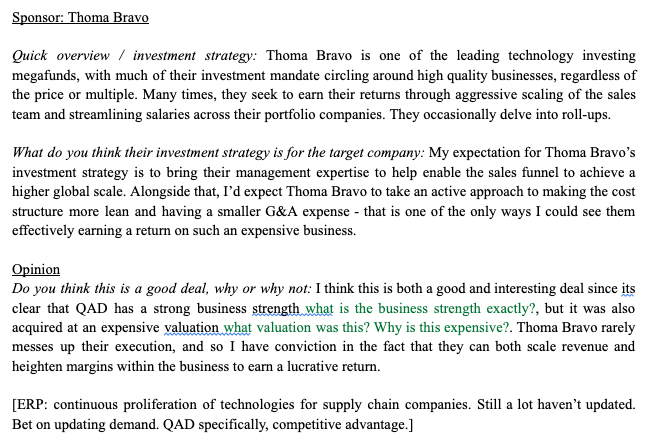 Sponsor: Thoma Bravo
Quick overview / investment strategy: Thoma Bravo is one of the leading technology investing
megafunds, with much of their investment mandate circling around high quality businesses, regardless of
the price or multiple. Many times, they seek to earn their returns through aggressive scaling of the sales
team and streamlining salaries across their portfolio companies. They occasionally delve into roll-ups.
What do you think their investment strategy is for the target company: My expectation for Thoma Bravo's
investment strategy is to bring their management expertise to help enable the sales funnel to achieve a
higher global scale. Alongside that, I'd expect Thoma Bravo to take an active approach to making the cost
structure more lean and having a smaller G&A expense - that is one of the only ways I could see them
effectively earning a return on such an expensive business.
Opinion
Do you think this is a good deal, why or why not: I think this is both a good and interesting deal since its
clear that QAD has a strong business strength what is the business strength exactly?, but it was also
acquired at an expensive valuation what valuation was this? Why is this expensive?. Thoma Bravo rarely
messes up their execution, and so I have conviction in the fact that they can both scale revenue and
heighten margins within the business to earn a lucrative return.
[ERP: continuous proliferation of technologies for supply chain companies. Still a lot haven't updated.
Bet on updating demand. QAD specifically, competitive advantage.]